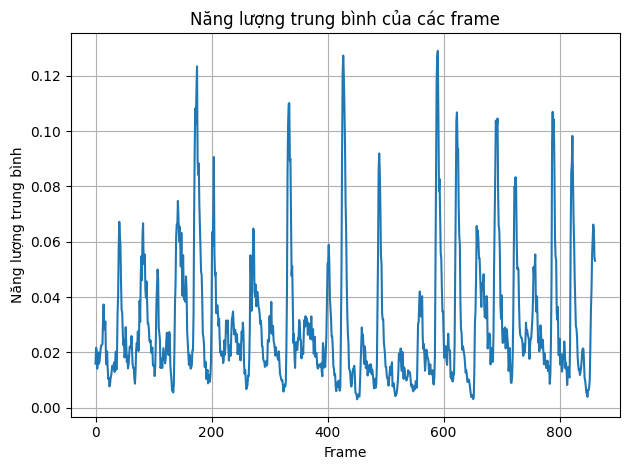 Năng lượng trung bình của các frame
Năng lượng trung bình
0.12
0.10
0.08
0.06
0.04
0.02
0.00
0 200 400 600 800
Frame